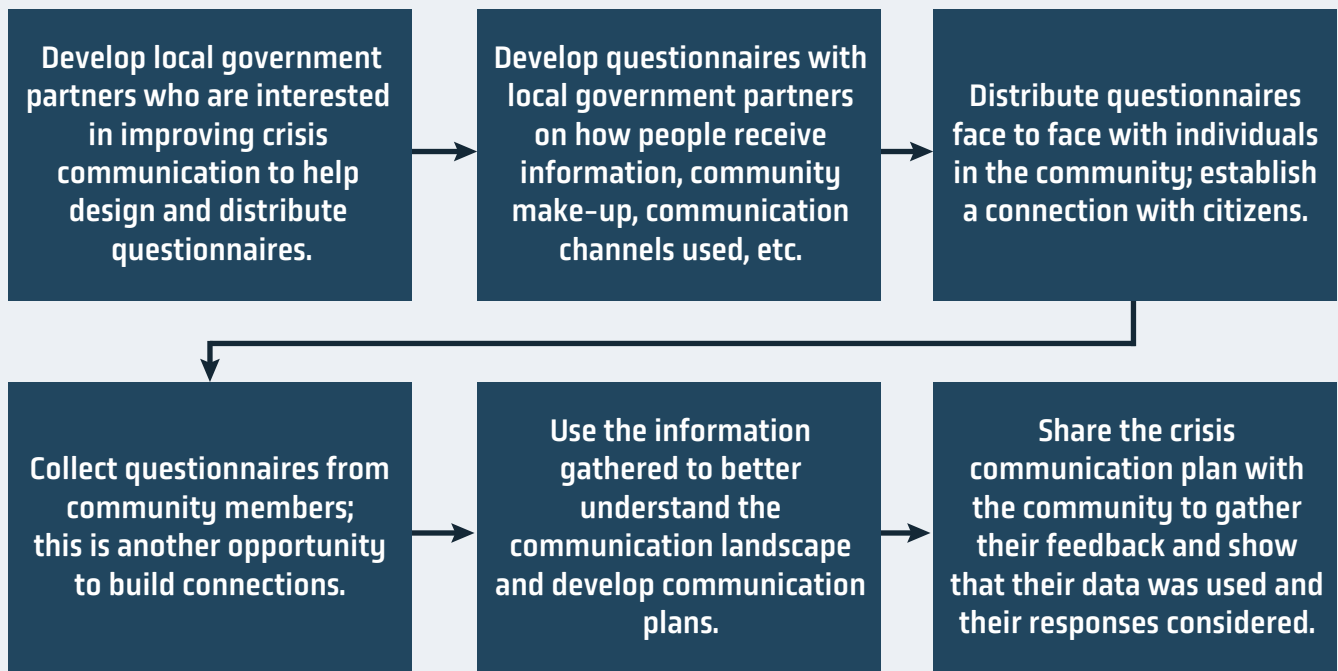 Develop local government
partners who are interested
in improving crisis
communication to help
design and distribute
questionnaires.
Develop questionnaires with
local government partners
on how people receive
information, community
make-up, communication
channels used, etc.
Distribute questionnaires
face to face with individuals
in the community; establish
a connection with citizens.
Collect questionnaires from
community members;
this is another opportunity
to build connections.
Use the information
gathered to better
understand the
communication landscape
and develop communication
plans.
Share the crisis
communication plan with
the community to gather
their feedback and show
that their data was used and
their responses considered.